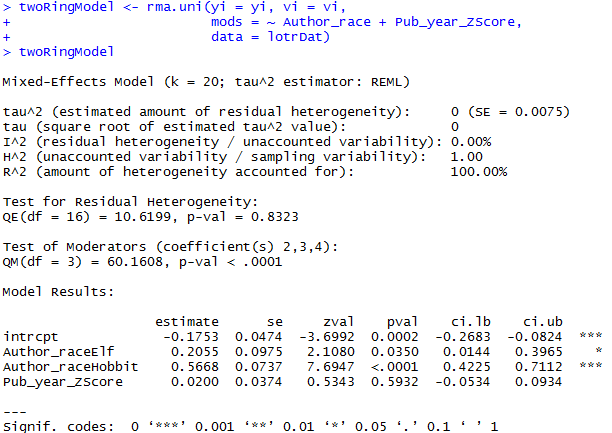 > twoRingModel <- rma.uni(yi = yi, vi = vi,
+                         mods = ~ Author_race + Pub_year_ZScore,
+                         data = lotrDat)
> twoRingModel
Mixed-Effects Model (k = 20; tau^2 estimator: REML)
tau^2 (estimated amount of residual heterogeneity):     0 (SE = 0.0075)
tau (square root of estimated tau^2 value):             0
I^2 (residual heterogeneity / unaccounted variability): 0.00%
H^2 (unaccounted variability / sampling variability):   1.00
R^2 (amount of heterogeneity accounted for):            100.00%
Test for Residual Heterogeneity:
QE(df = 16) = 10.6199, p-val = 0.8323
Test of Moderators (coefficient(s) 2,3,4):
QM(df = 3) = 60.1608, p-val < .0001
Model Results:
                   estimate      se     zval    pval    ci.lb    ci.ub
intrcpt             -0.1753  0.0474  -3.6992  0.0002  -0.2683  -0.0824  ***
Author_raceElf       0.2055  0.0975   2.1080  0.0350   0.0144   0.3965    *
Author_raceHobbit    0.5668  0.0737   7.6947  <.0001   0.4225   0.7112  ***
Pub_year_ZScore      0.0200  0.0374   0.5343  0.5932  -0.0534   0.0934
---
Signif. codes:  0 ‘***’ 0.001 ‘**’ 0.01 ‘*’ 0.05 ‘.’ 0.1 ‘ ’ 1